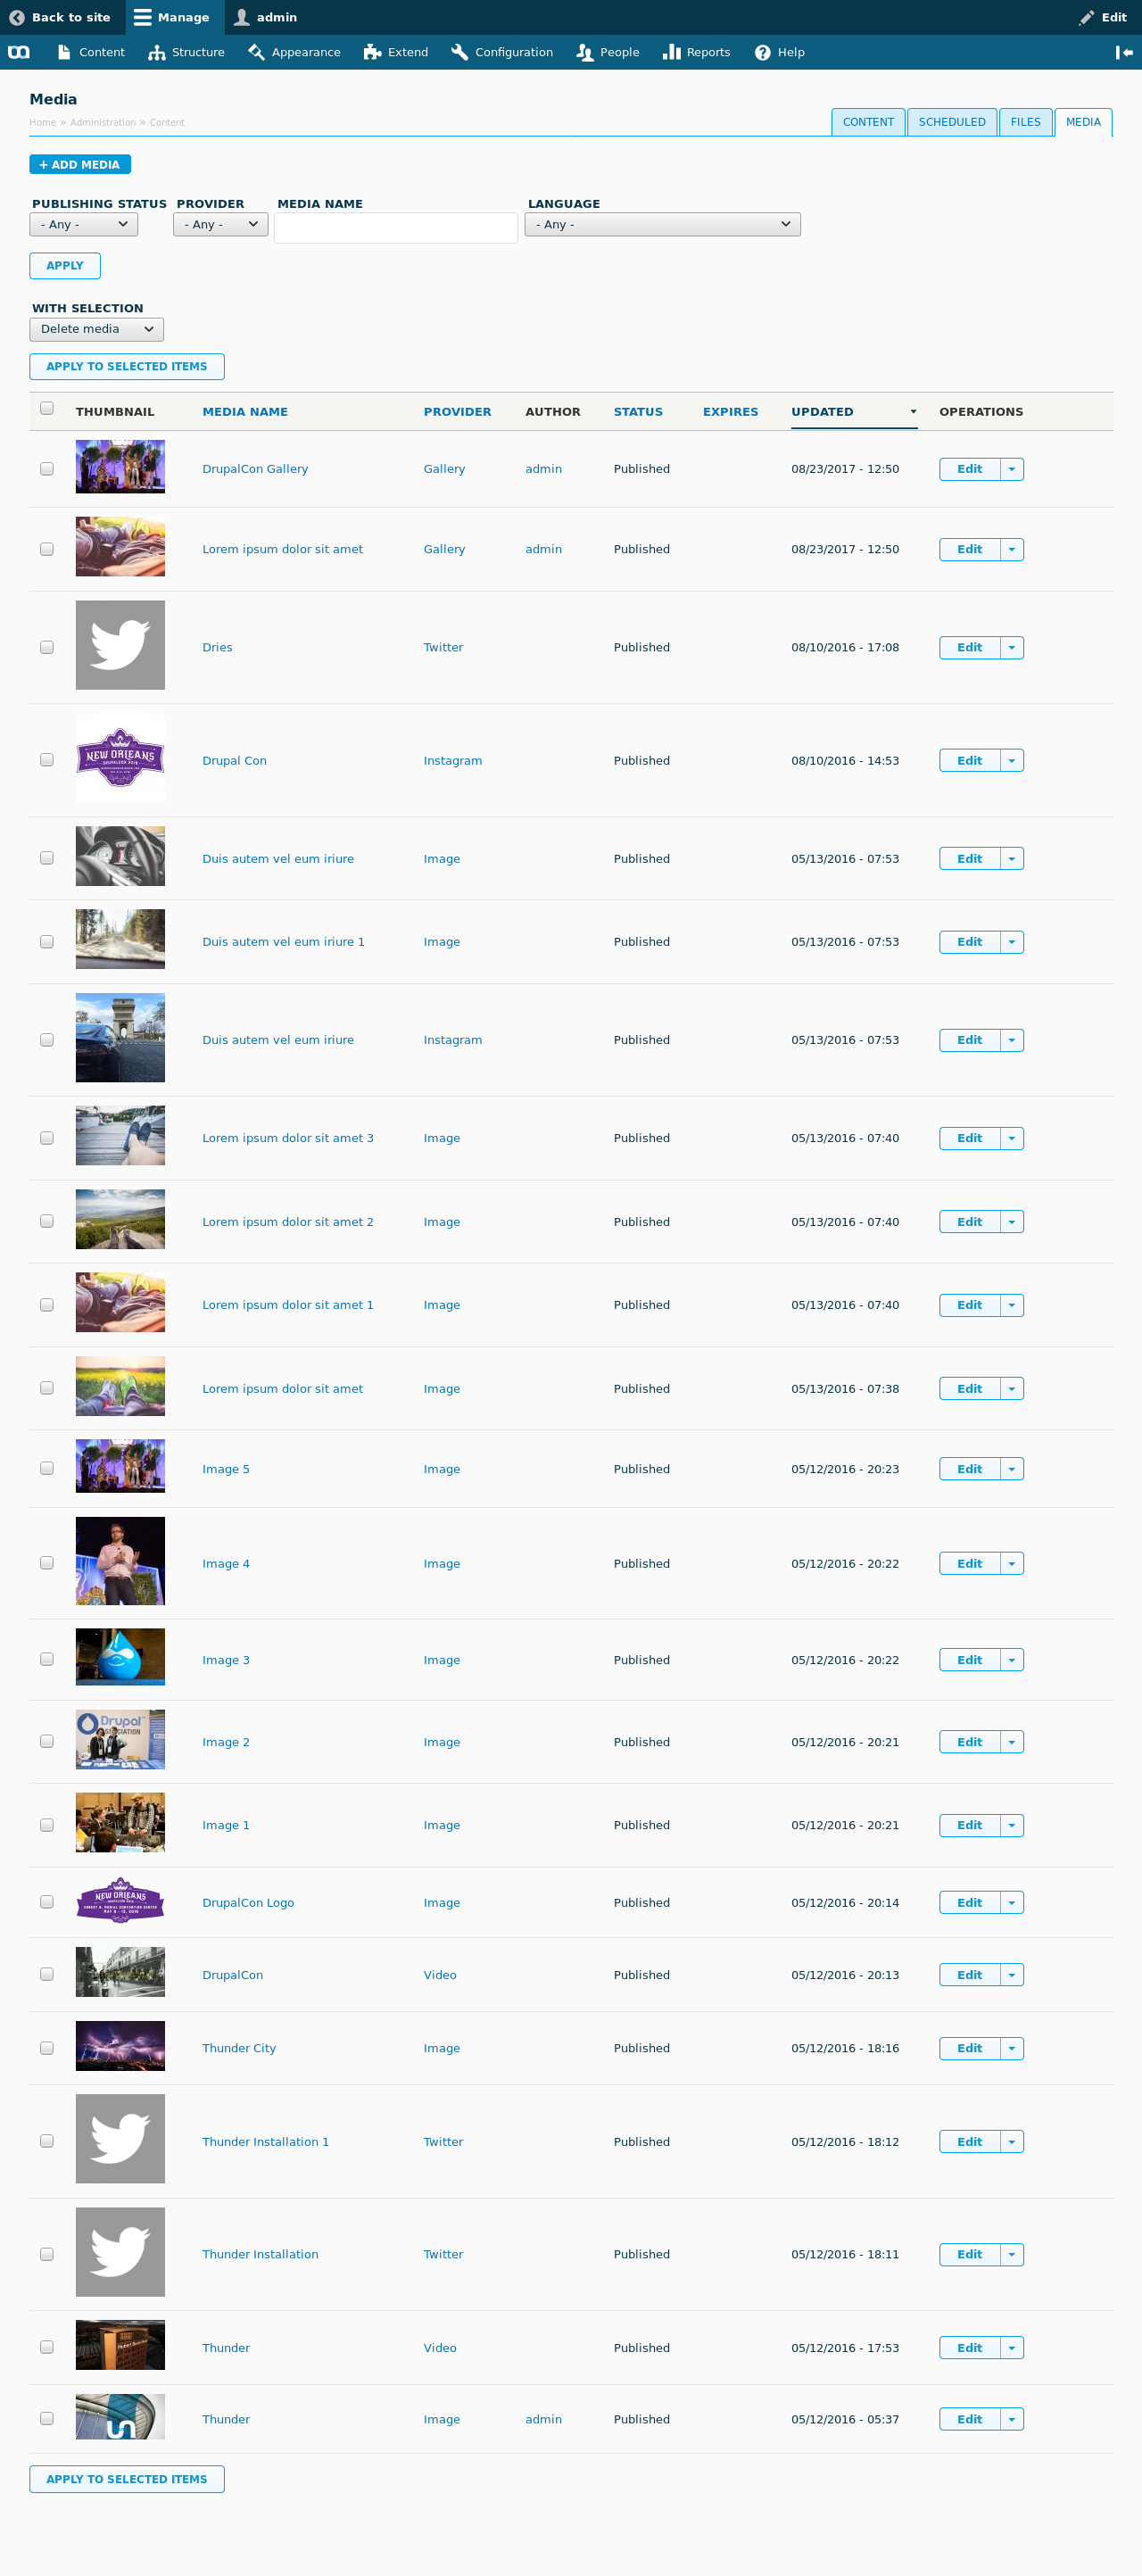 Back to site Manage admin Edit
Content Structure Appearance Extend Configuration People Reports Help
Media
Home » Administration » Content
CONTENT SCHEDULED FILES MEDIA
+ ADD MEDIA
PUBLISHING STATUS PROVIDER MEDIA NAME LANGUAGE
- Any - - Any - - Any -
APPLY
WITH SELECTION
Delete media
APPLY TO SELECTED ITEMS
THUMBNAIL MEDIA NAME PROVIDER AUTHOR STATUS EXPIRES UPDATED OPERATIONS
DrupalCon Gallery Gallery admin Published 08/23/2017 - 12:50 Edit
Lorem ipsum dolor sit amet Gallery admin Published 08/23/2017 - 12:50 Edit
Dries Twitter Published 08/10/2016 - 17:08 Edit
NEW ORLEANS
Drupal Con Instagram Published 08/10/2016 - 14:53 Edit
Duis autem vel eum iriure Image Published 05/13/2016 - 07:53 Edit
Duis autem vel eum iriure 1 Image Published 05/13/2016 - 07:53 Edit
Duis autem vel eum iriure Instagram Published 05/13/2016 - 07:53 Edit
Lorem ipsum dolor sit amet 3 Image Published 05/13/2016 - 07:40 Edit
Lorem ipsum dolor sit amet 2 Image Published 05/13/2016 - 07:40 Edit
Lorem ipsum dolor sit amet 1 Image Published 05/13/2016 - 07:40 Edit
Lorem ipsum dolor sit amet Image Published 05/13/2016 - 07:38 Edit
Image 5 Image Published 05/12/2016 - 20:23 Edit
Image 4 Image Published 05/12/2016 - 20:22 Edit
Image 3 Image Published 05/12/2016 - 20:22 Edit
Drupal
Image 2 Image Published 05/12/2016 - 20:21 Edit
Image 1 Image Published 05/12/2016 - 20:21 Edit
NEW ORLEANS
DrupalCon Logo Image Published 05/12/2016 - 20:14 Edit
DrupalCon Video Published 05/12/2016 - 20:13 Edit
Thunder City Image Published 05/12/2016 - 18:16 Edit
Thunder Installation 1 Twitter Published 05/12/2016 - 18:12 Edit
Thunder Installation Twitter Published 05/12/2016 - 18:11 Edit
Thunder Video Published 05/12/2016 - 17:53 Edit
Thunder Image admin Published 05/12/2016 - 05:37 Edit
APPLY TO SELECTED ITEMS